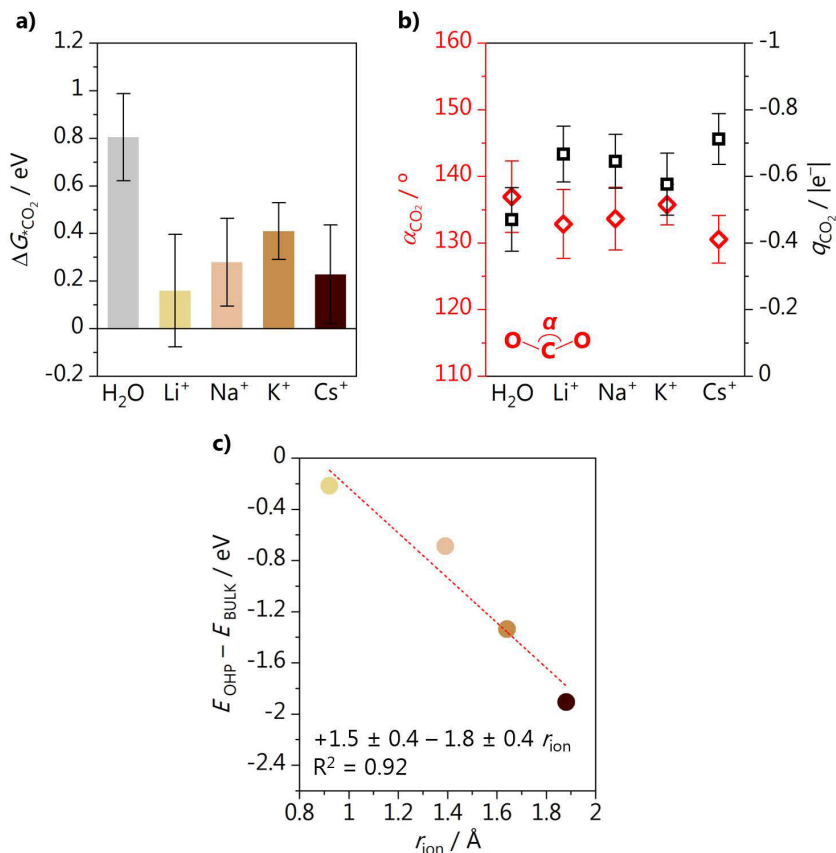 a)
ΔG*CO₂ / eV
1.2
1
0.8
0.6
0.4
0.2
0
-0.2
H₂O Li⁺ Na⁺ K⁺ Cs⁺
b)
αCO₂ / °
160
150
140
130
120
110
α
O C O
H₂O Li⁺ Na⁺ K⁺ Cs⁺
-1
-0.8
-0.6
-0.4
-0.2
0
qCO₂ / |e⁻|
c)
E OHP – E BULK / eV
0
-0.4
-0.8
-1.2
-1.6
-2
-2.4
+1.5 ± 0.4 – 1.8 ± 0.4 rion
R² = 0.92
0.8 1 1.2 1.4 1.6 1.8 2
rion / Å